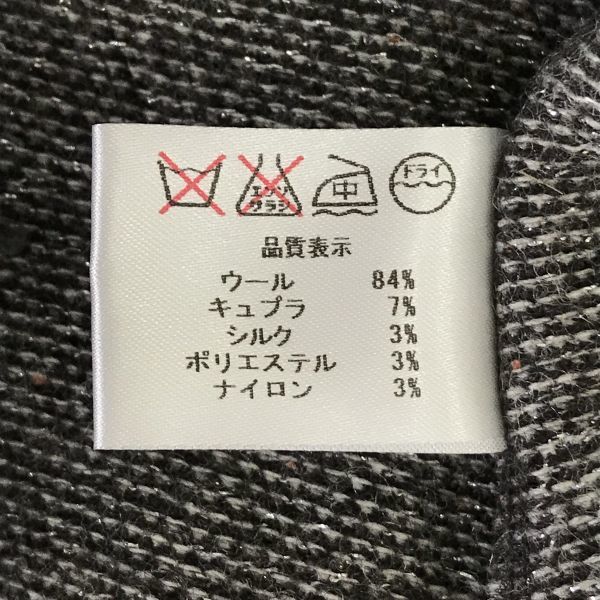 エンソ
サラシ
中
ドライ
品質表示
ウール 84%
キュプラ 7%
シルク 3%
ポリエステル 3%
ナイロン 3%